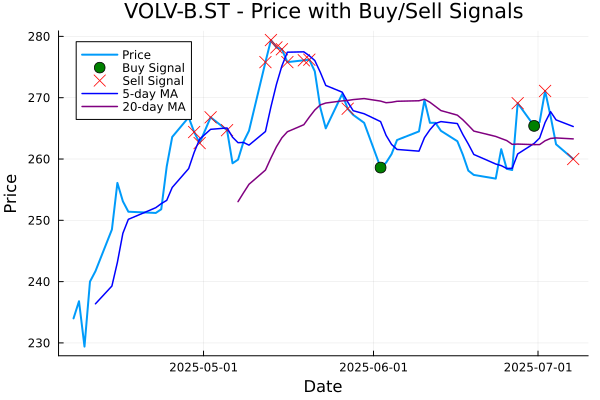 VOLV-B.ST - Price with Buy/Sell Signals
Price
Buy Signal
Sell Signal
5-day MA
20-day MA
280
270
260
250
240
230
Price
2025-05-01
2025-06-01
2025-07-01
Date